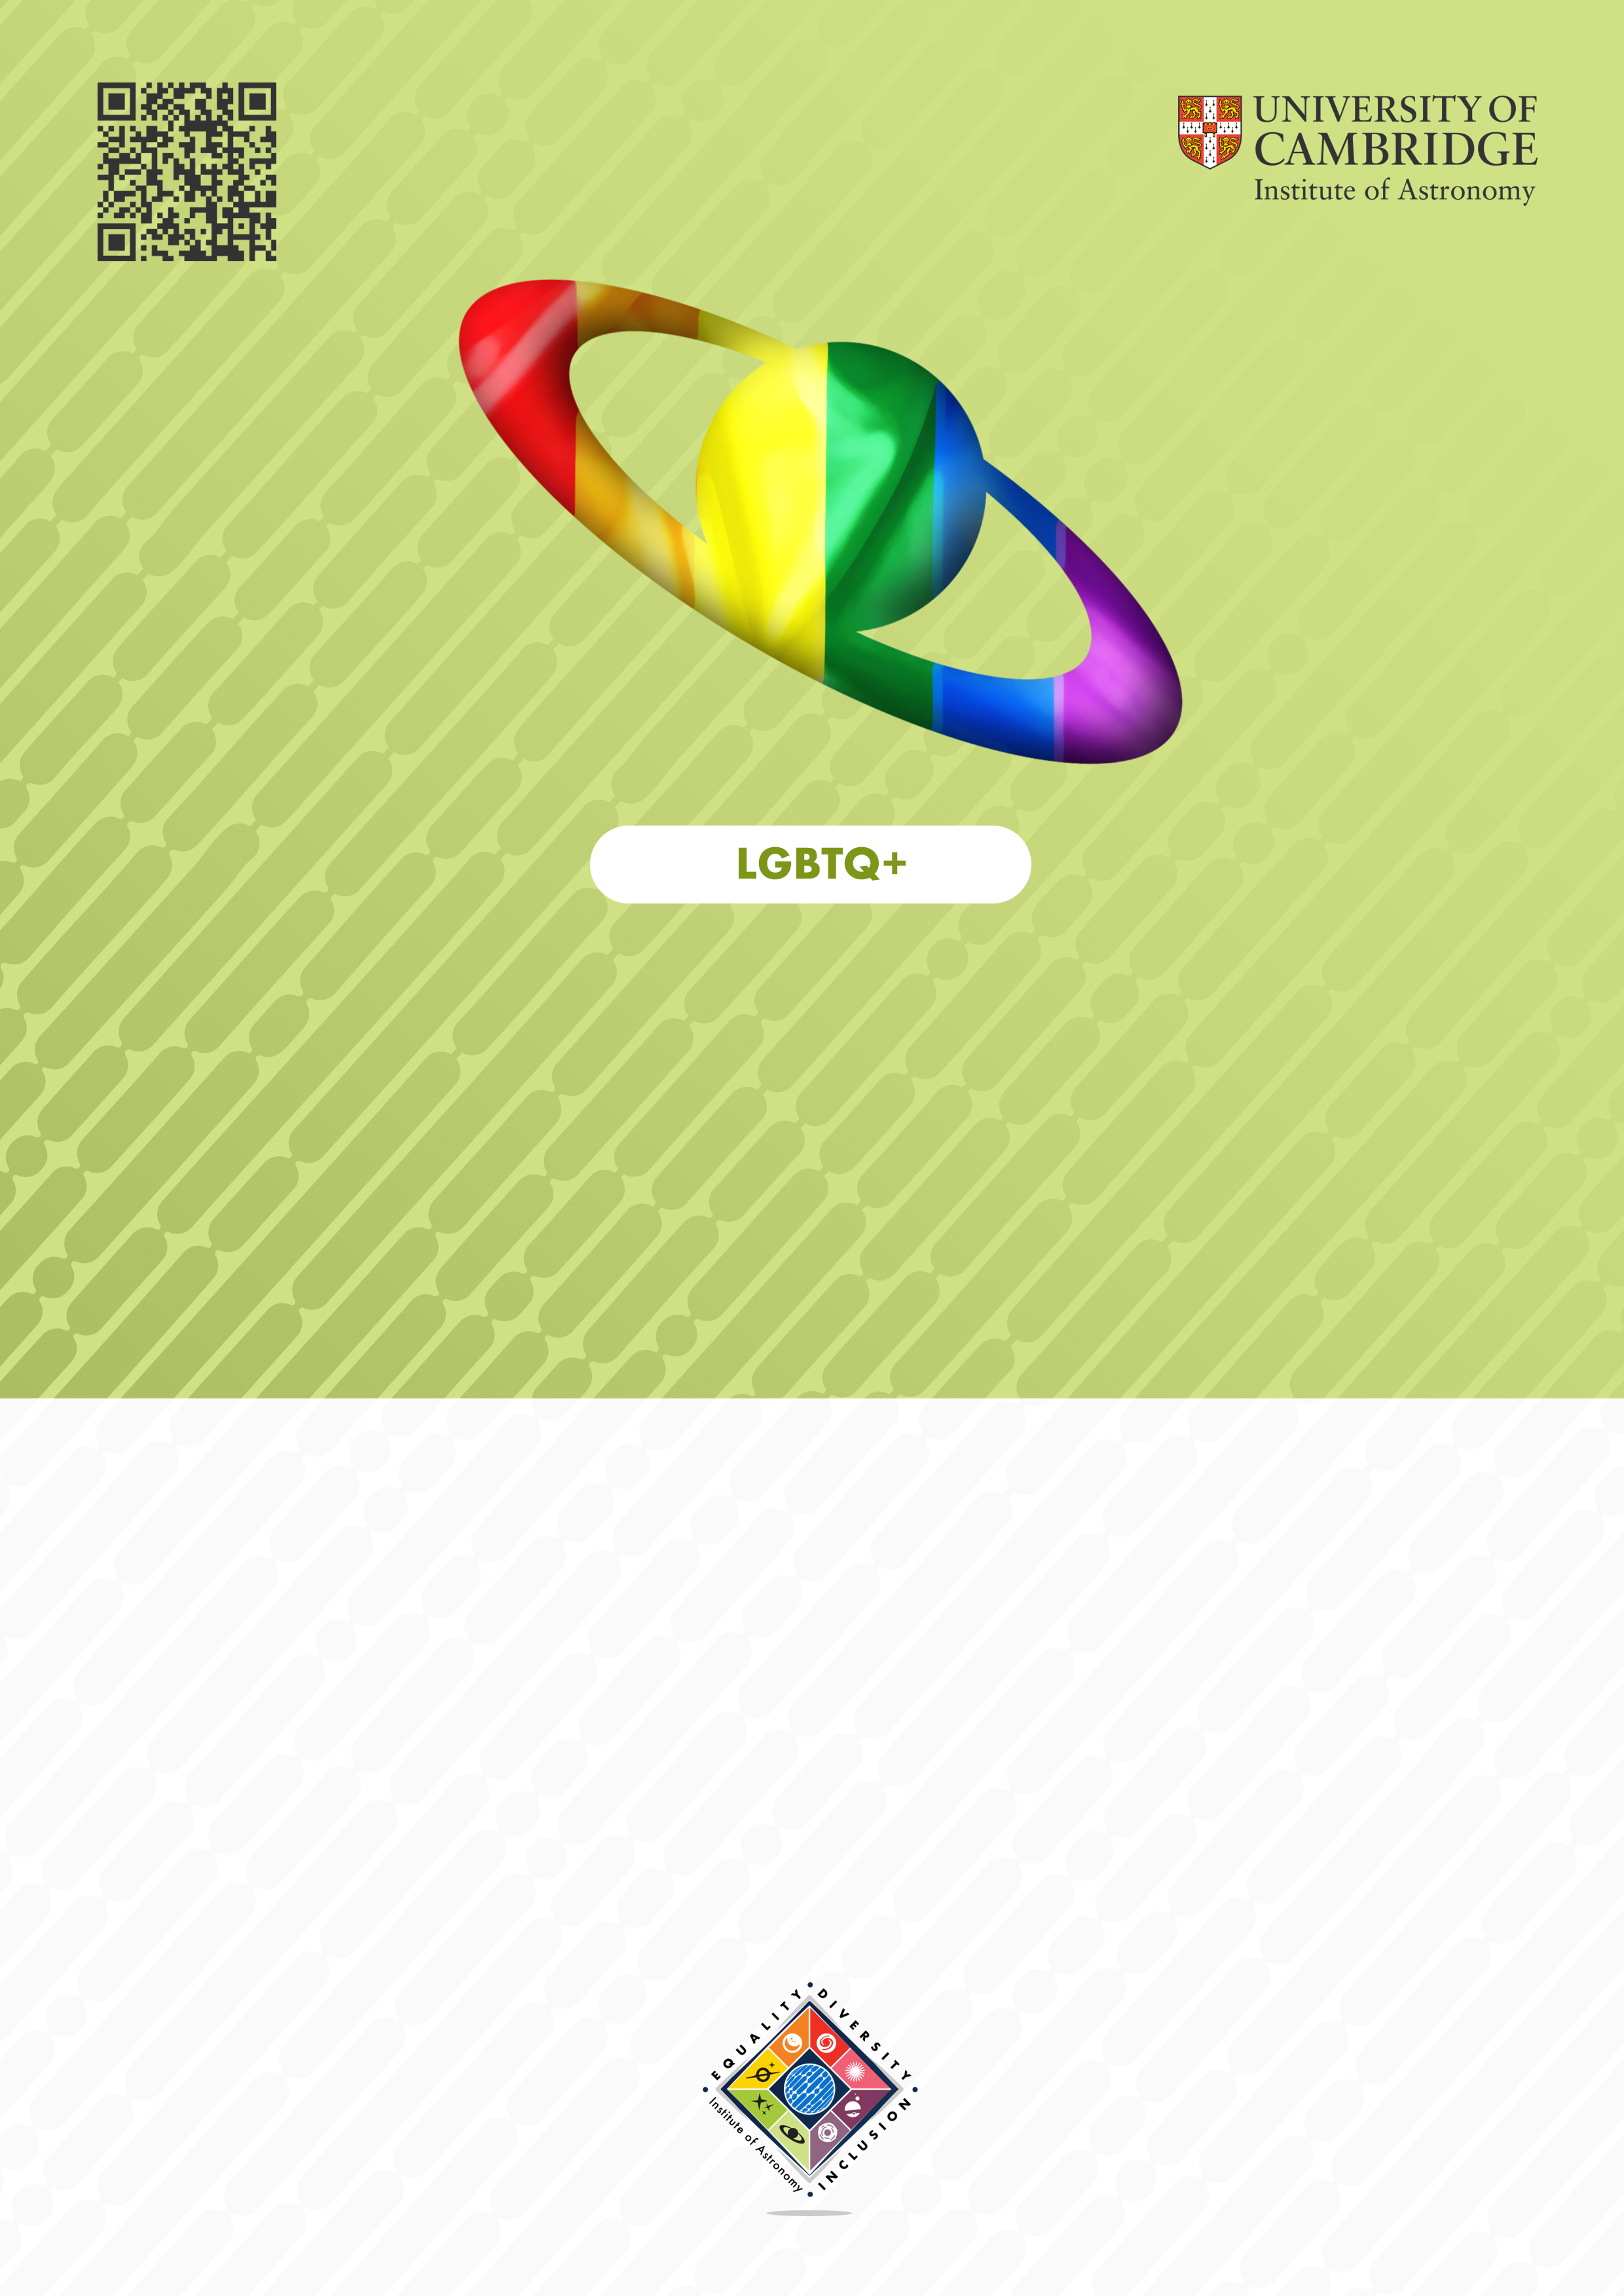 UNIVERSITY OF
CAMBRIDGE
Institute of Astronomy
LGBTQ+
EQUALITY
DIVERSITY
INCLUSION
Institute of Astronomy